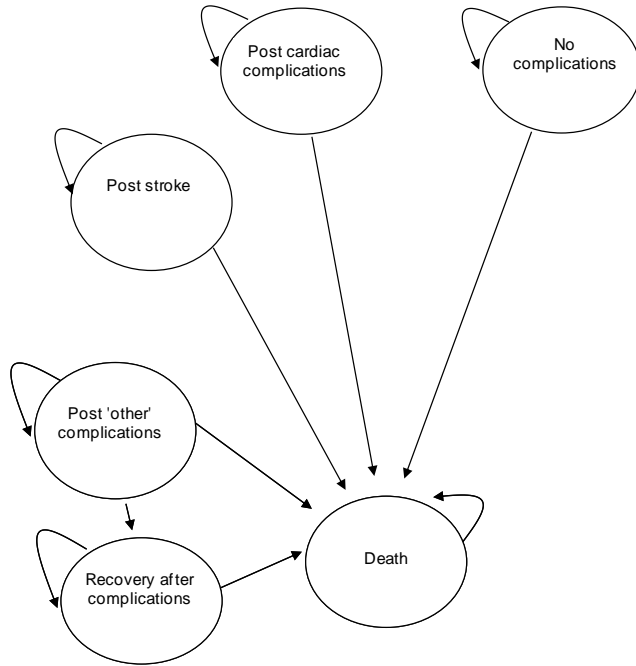 Post cardiac
complications
No
complications
Post stroke
Post 'other'
complications
Recovery after
complications
Death